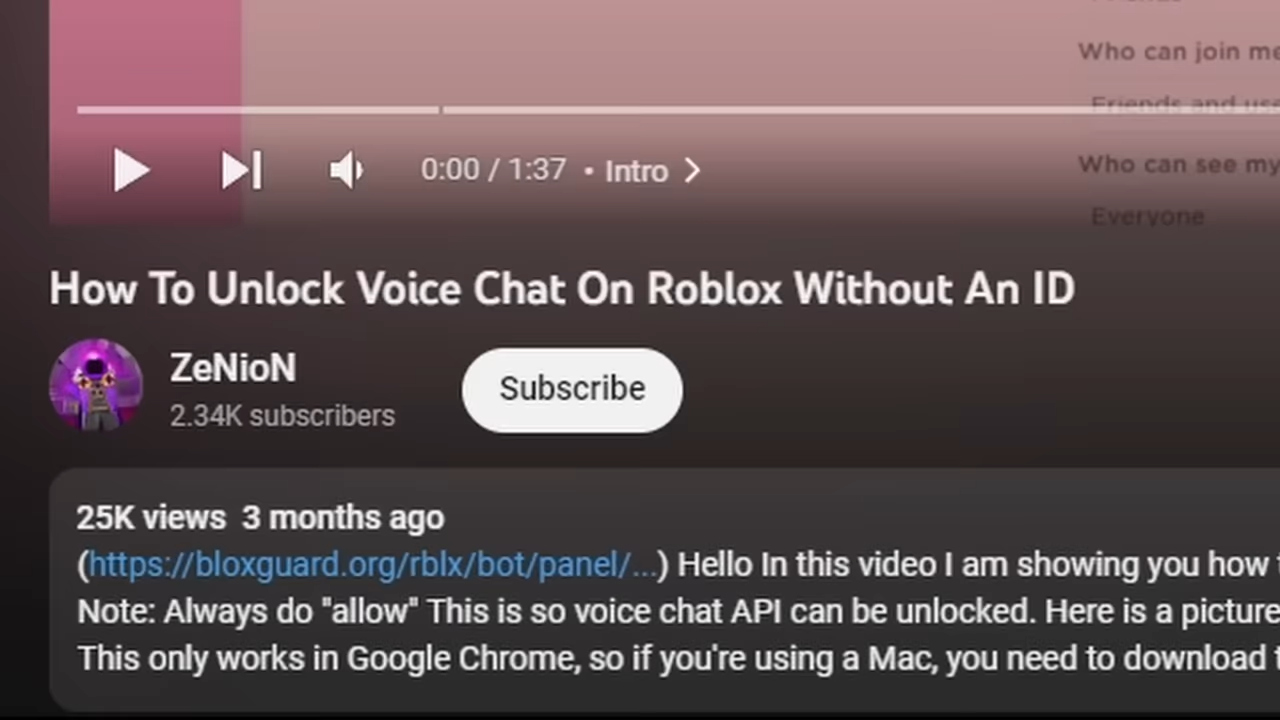 Who can join me
Friends and use
0:00 / 1:37 • Intro
Who can see my
Everyone
How To Unlock Voice Chat On Roblox Without An ID
ZeNioN
Subscribe
2.34K subscribers
25K views 3 months ago
(https://bloxguard.org/rblx/bot/panel/...) Hello In this video I am showing you how
Note: Always do "allow" This is so voice chat API can be unlocked. Here is a picture
This only works in Google Chrome, so if you're using a Mac, you need to download